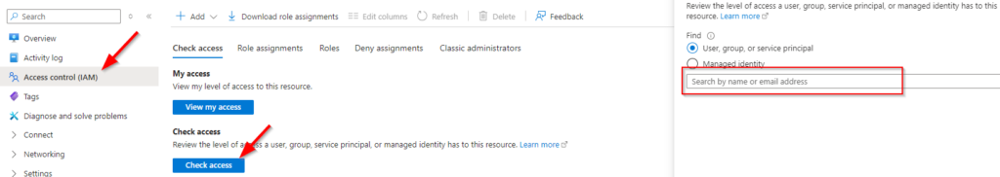 Search
Overview
Activity log
Access control (IAM)
Tags
Diagnose and solve problems
Connect
Networking
Settings
Add
Download role assignments
Edit columns
Refresh
Delete
Feedback
Check access
Role assignments
Roles
Deny assignments
Classic administrators
My access
View my level of access to this resource.
View my access
Check access
Review the level of access a user, group, service principal, or managed identity has to this resource. Learn more
Check access
Review the level of access a user, group, service principal, or managed identity has to this
resource. Learn more
Find
User, group, or service principal
Managed identity
Search by name or email address